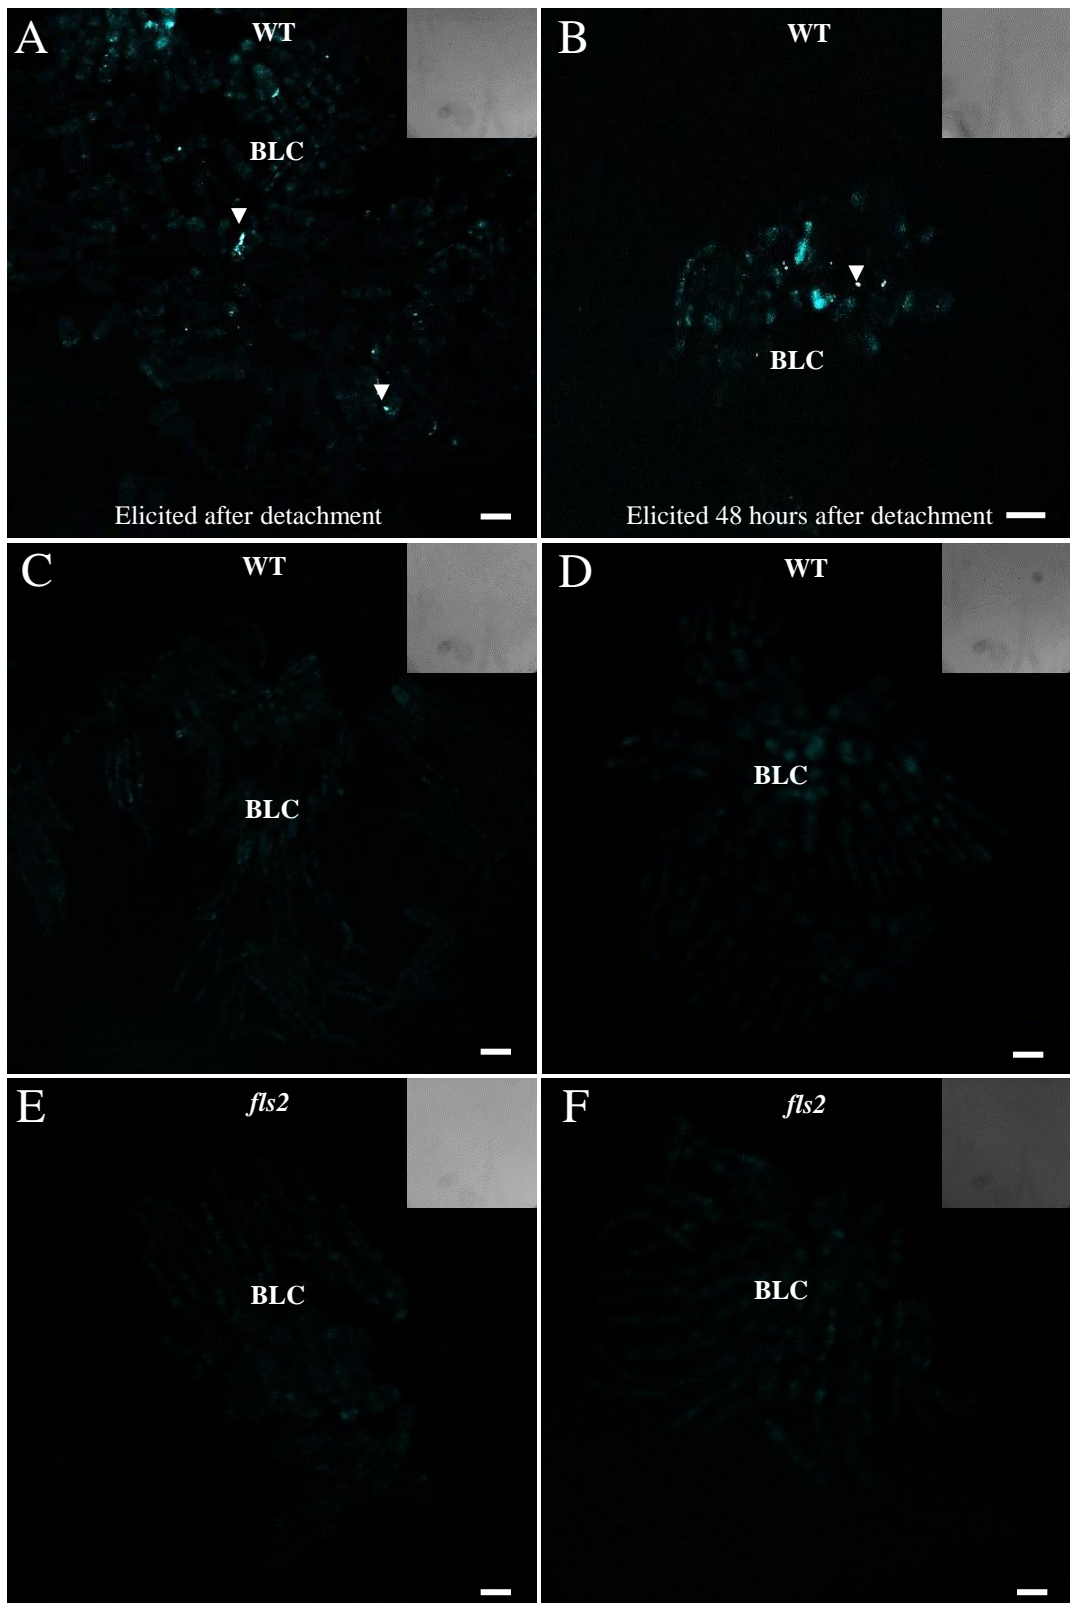 A
WT
BLC
Elicited after detachment
B
WT
BLC
Elicited 48 hours after detachment
C
WT
BLC
D
WT
BLC
E
fls2
BLC
F
fls2
BLC